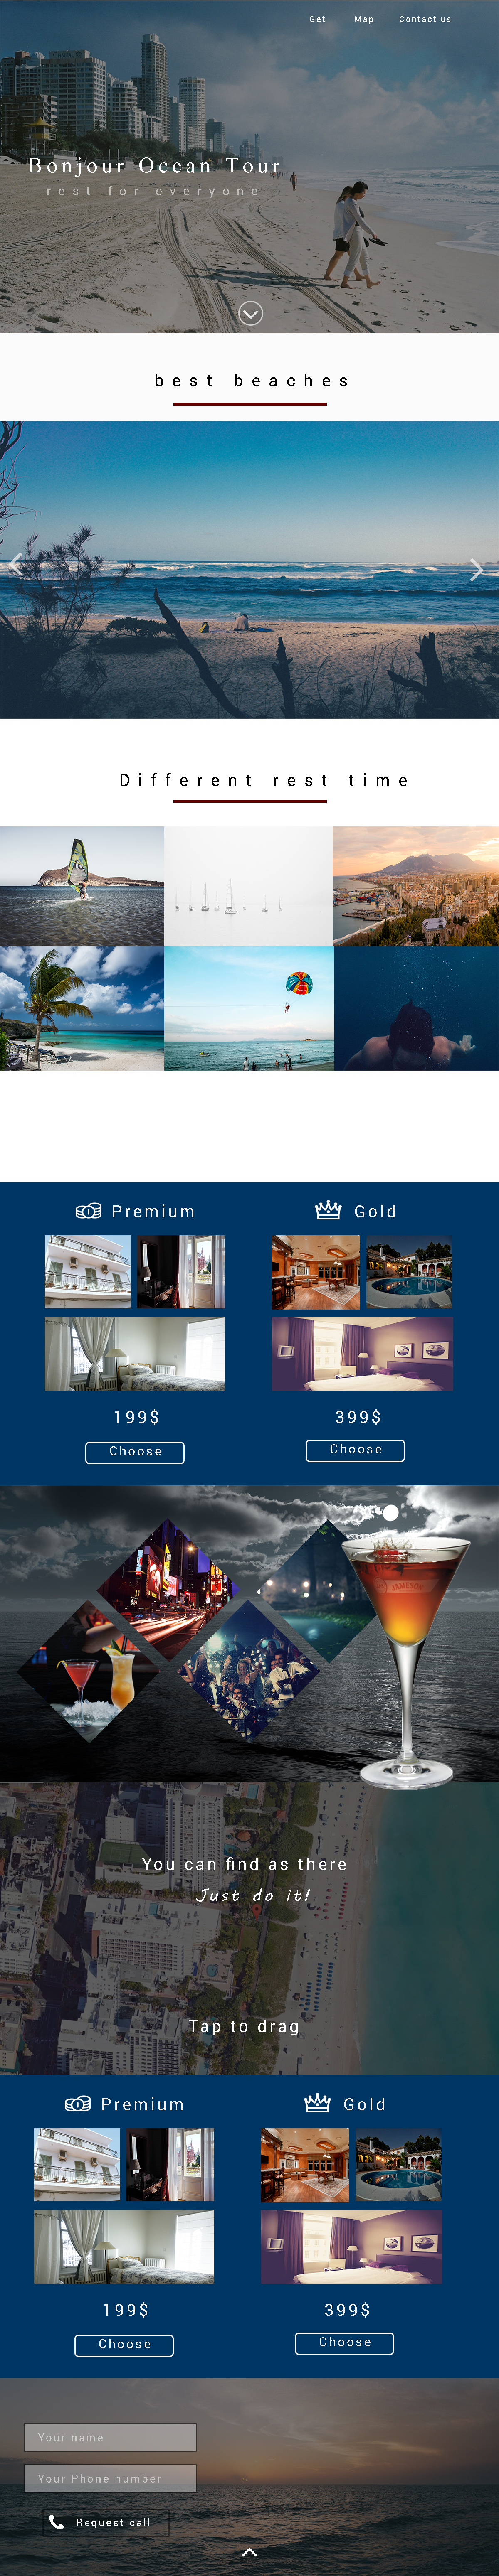 Get Map Contact us
Bonjour Ocean Tour
rest for everyone
best beaches
Different rest time
Premium Gold
199$ 399$
Choose Choose
JAMESON
You can find as there
Just do it!
Tap to drag
Premium Gold
199$ 399$
Choose Choose
Your name
Your Phone number
Request call